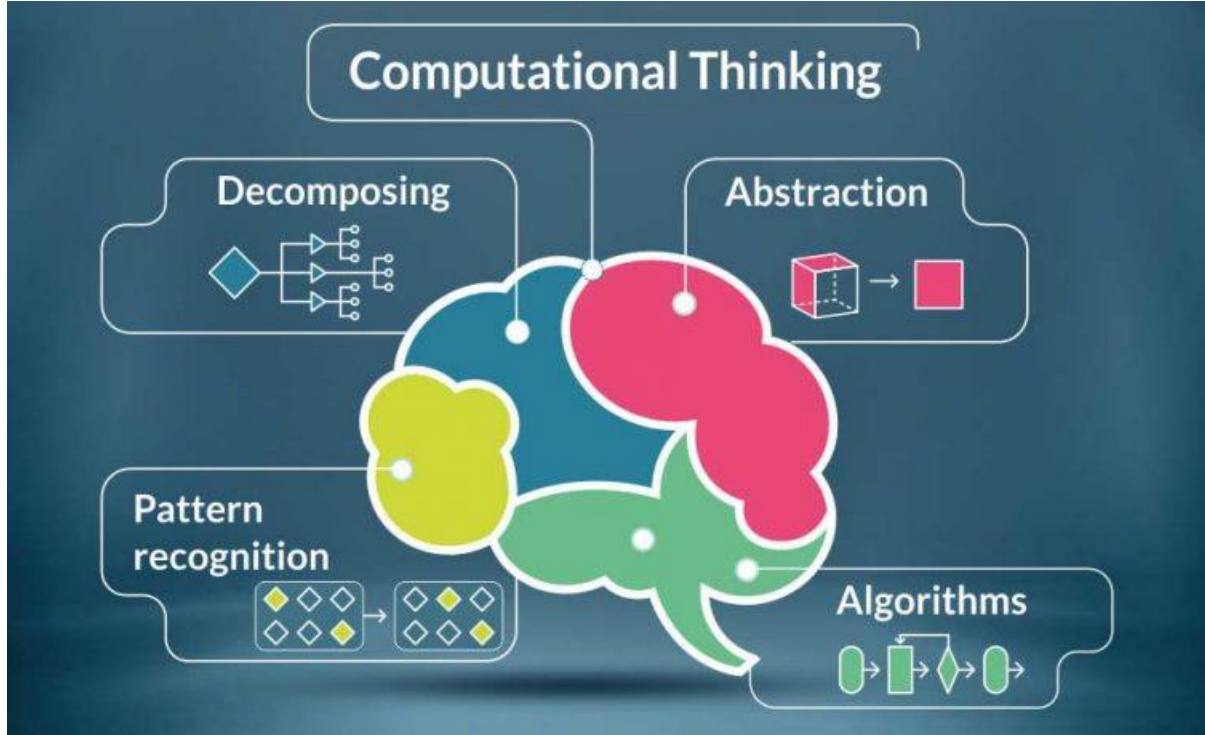 Computational Thinking
Decomposing
Abstraction
Pattern
recognition
Algorithms